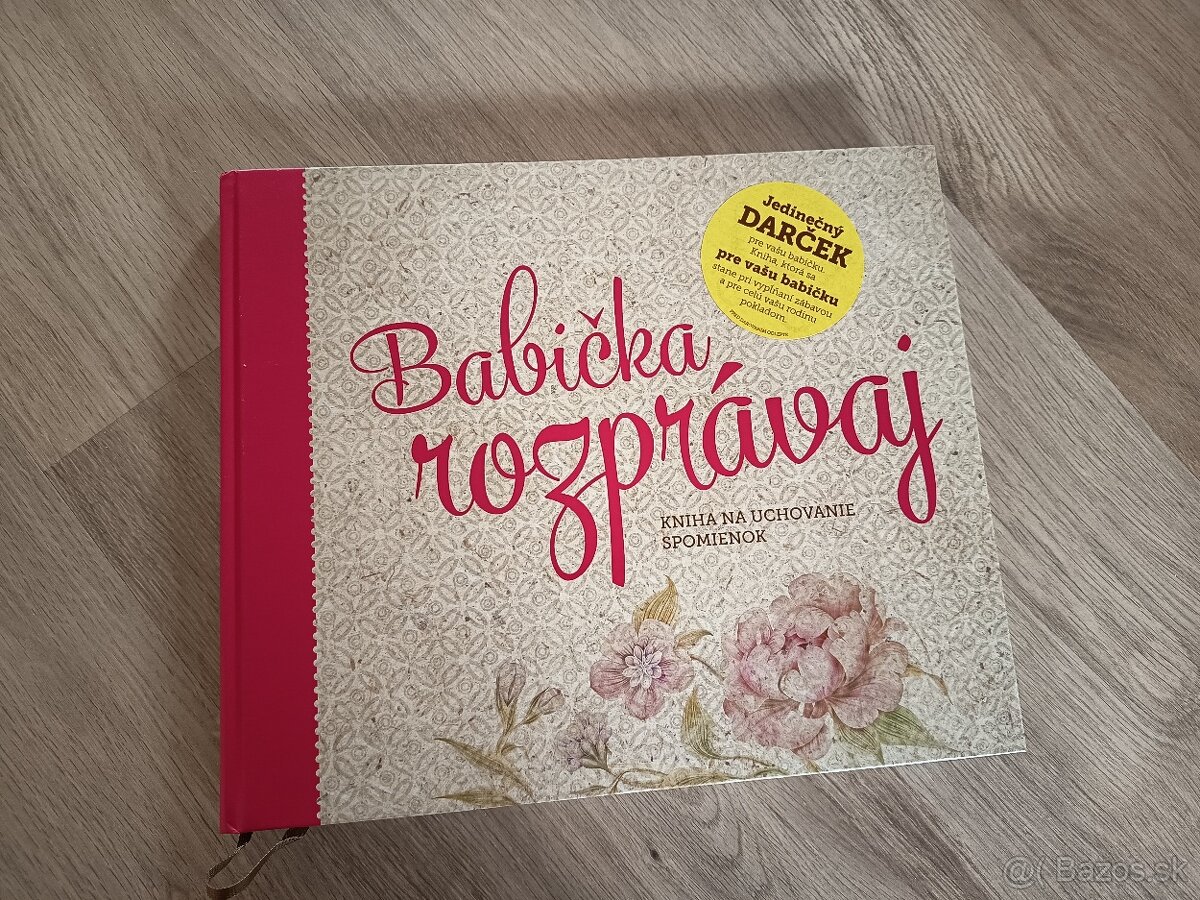 Jedinečný
DARČEK
pre vašu babičku.
Kniha, ktorá sa
pre vašu babičku
stane pri vypĺňaní zábavou
a pre celú vašu rodinu
pokladom.
Babička
rozprávaj
KNIHA NA UCHOVANIE
SPOMIENOK
@( Bazos.sk